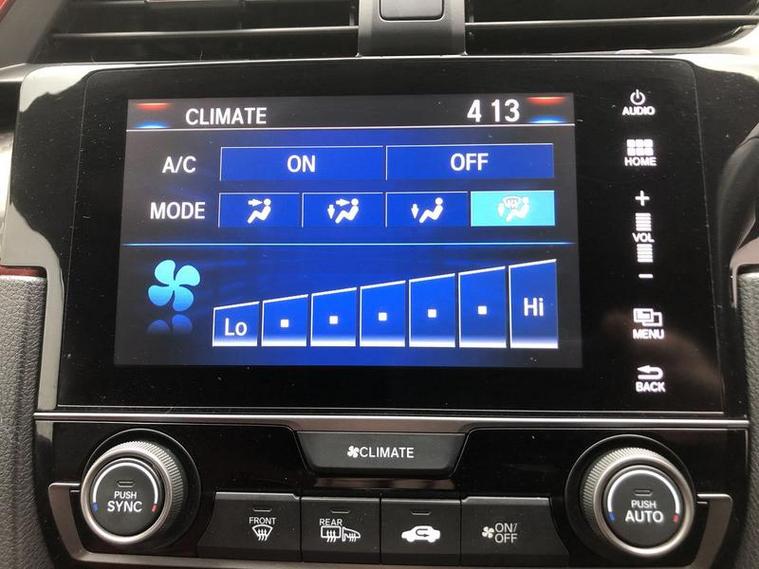 CLIMATE 4 13
A/C ON OFF
MODE
Lo Hi
AUDIO
HOME
+
VOL
-
MENU
BACK
CLIMATE
PUSH
SYNC
FRONT
REAR
ON/
OFF
PUSH
AUTO